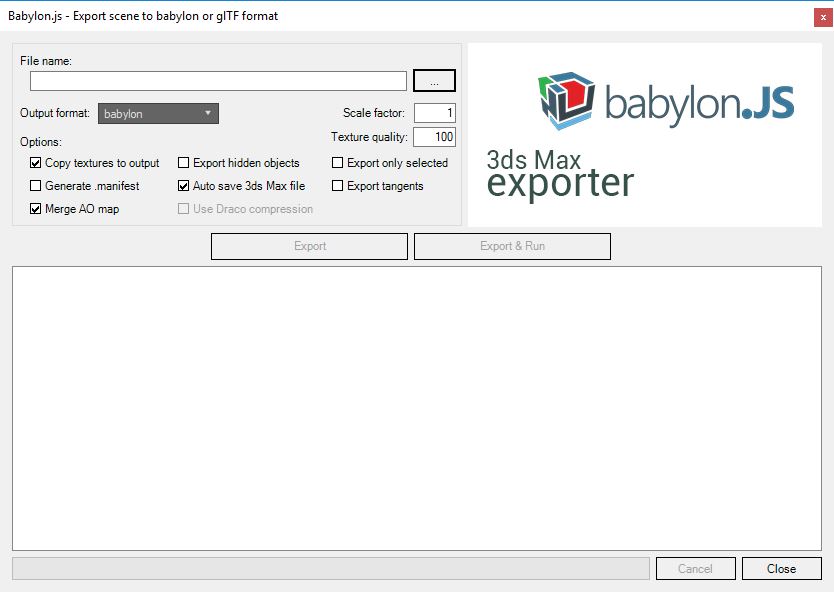 Babylon.js - Export scene to babylon or glTF format
x
File name:
...
Output format: babylon
Scale factor: 1
Texture quality: 100
Options:
Copy textures to output
Export hidden objects
Export only selected
Generate .manifest
Auto save 3ds Max file
Export tangents
Merge AO map
Use Draco compression
babylon.JS
3ds Max
exporter
Export
Export & Run
Cancel
Close